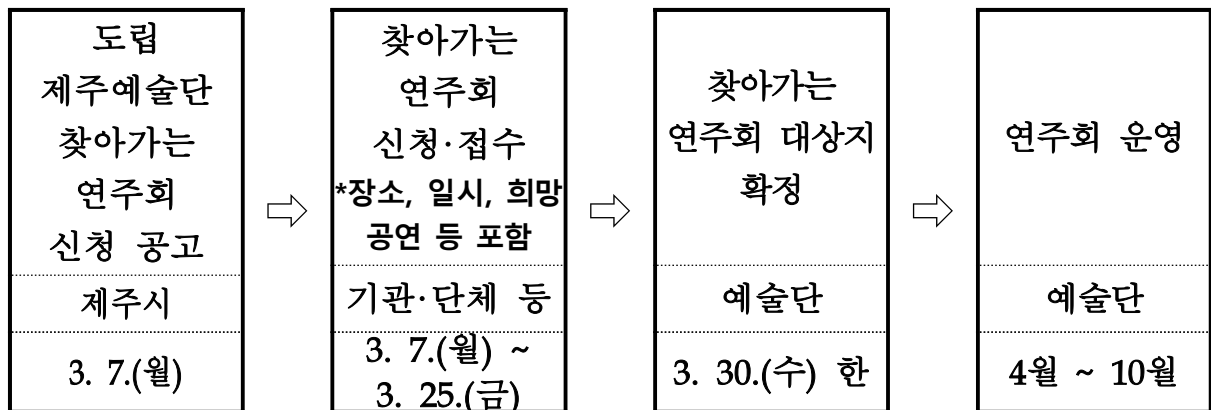 도립
제주예술단
찾아가는
연주회
신청 공고
제주시
3. 7.(월)
찾아가는
연주회
신청·접수
*장소, 일시, 희망
공연 등 포함
기관·단체 등
3. 7.(월) ~
3. 25.(금)
찾아가는
연주회 대상지
확정
예술단
3. 30.(수) 한
연주회 운영
예술단
4월 ~ 10월